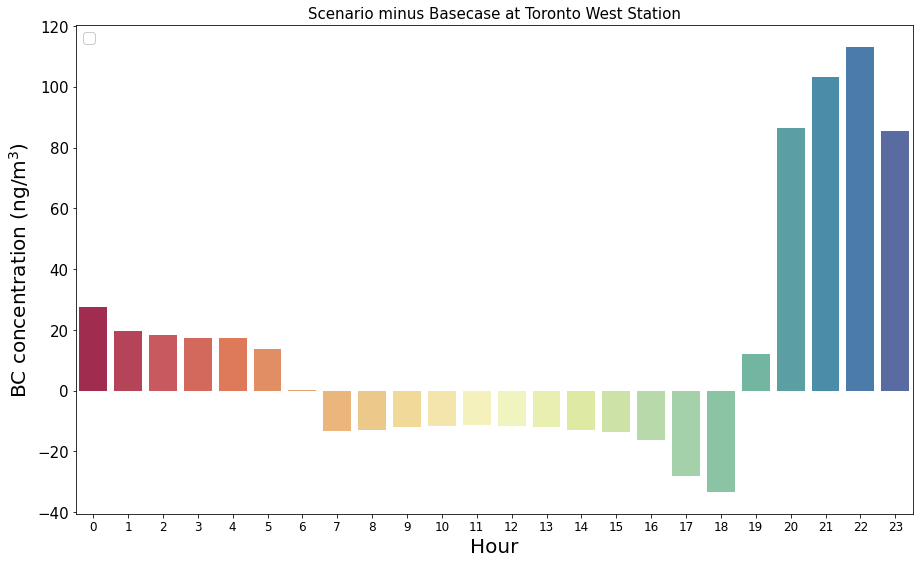 Scenario minus Basecase at Toronto West Station
BC concentration (ng/m³)
120
100
80
60
40
20
0
−20
−40
0 1 2 3 4 5 6 7 8 9 10 11 12 13 14 15 16 17 18 19 20 21 22 23
Hour